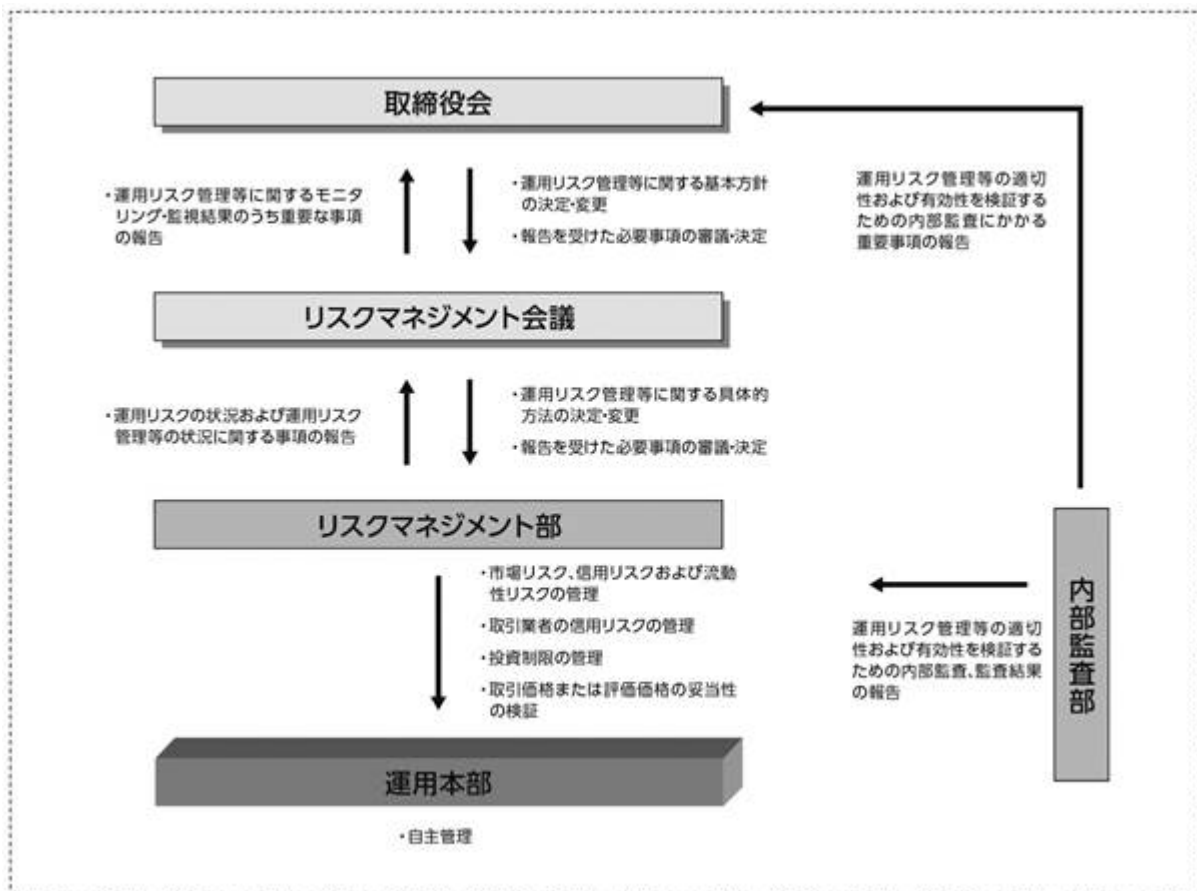 取締役会
・運用リスク管理等に関するモニタ
リング・監視結果のうち重要な事項
の報告
・運用リスク管理等に関する基本方針
の決定・変更
・報告を受けた必要事項の審議・決定
運用リスク管理等の適切
性および有効性を検証す
るための内部監査にかかる
重要事項の報告
リスクマネジメント会議
・運用リスクの状況および運用リスク
管理等の状況に関する事項の報告
・運用リスク管理等に関する具体的
方法の決定・変更
・報告を受けた必要事項の審議・決定
リスクマネジメント部
・市場リスク、信用リスクおよび流動
性リスクの管理
・取引業者の信用リスクの管理
・投資制限の管理
・取引価格または評価価格の妥当性
の検証
運用リスク管理等の適切
性および有効性を検証する
ための内部監査、監査結果
の報告
内部監査部
運用本部
・自主管理